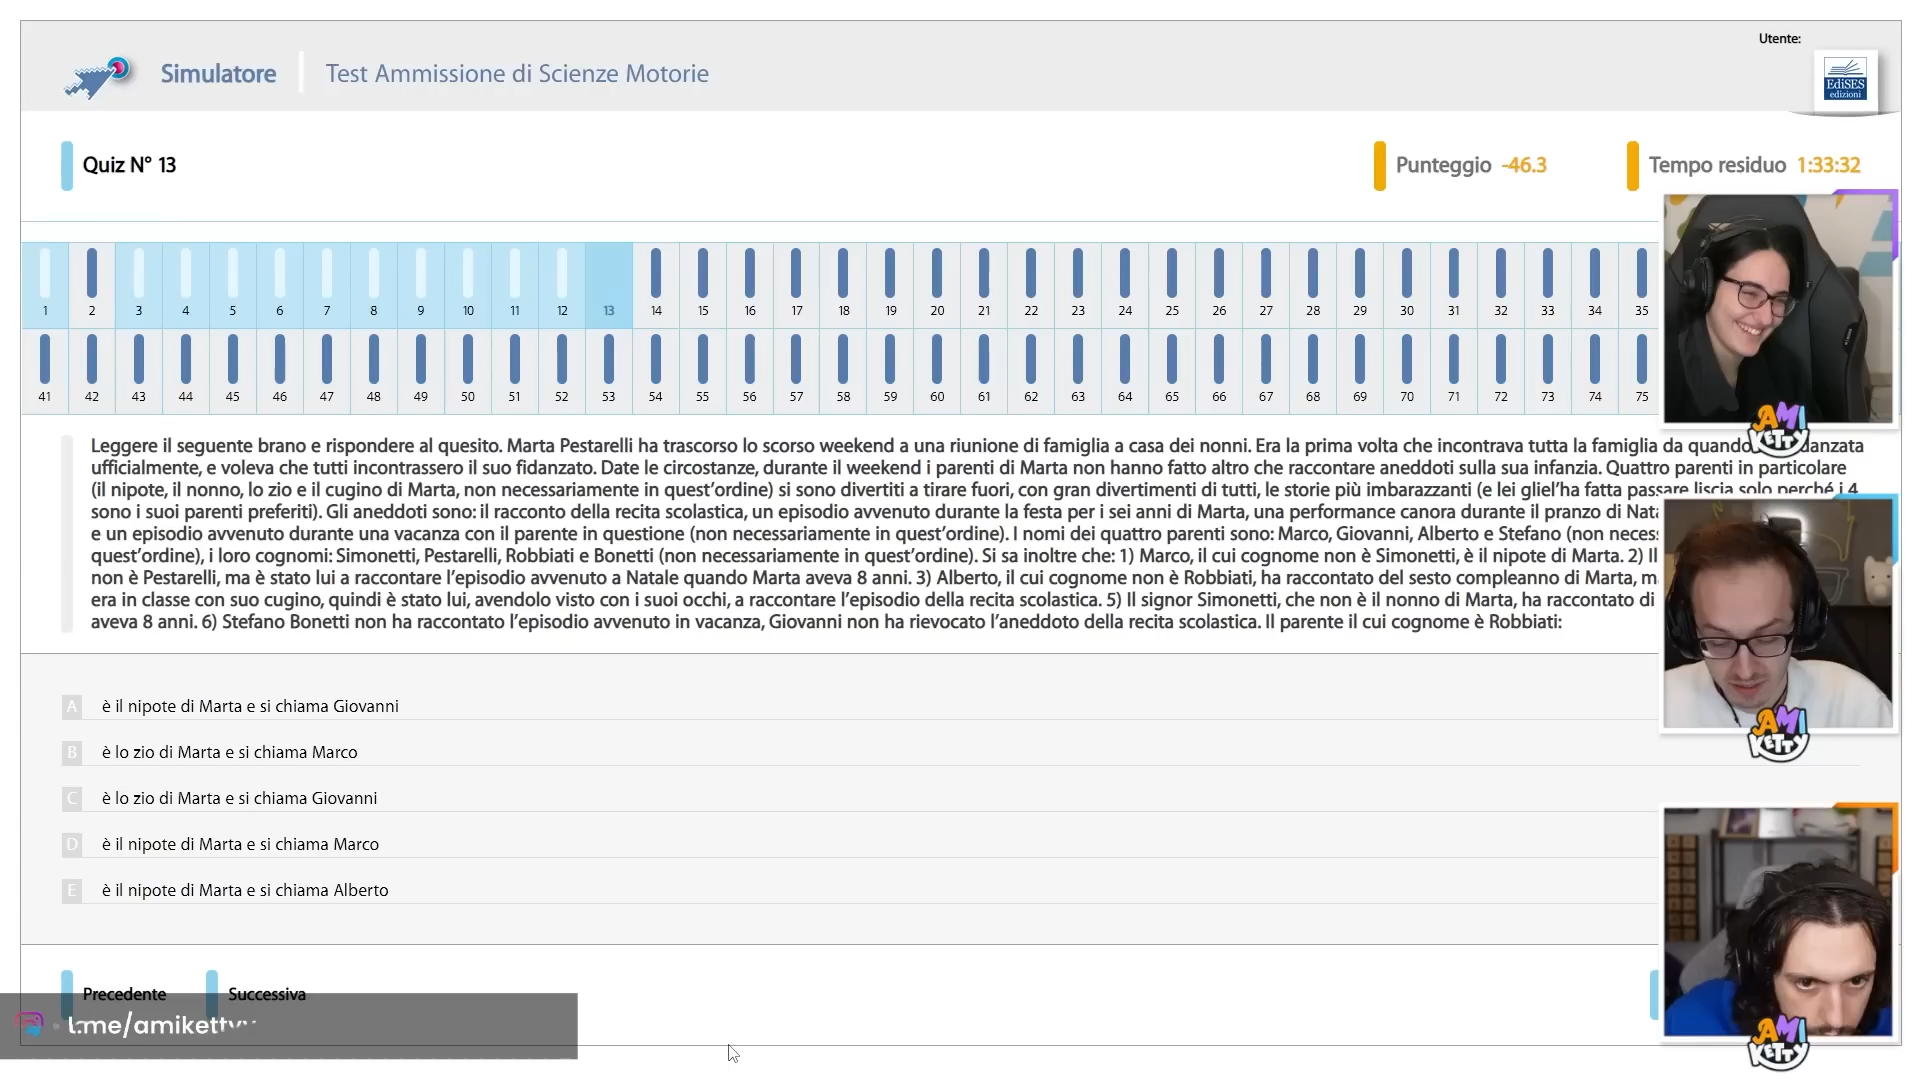 Utente:
Simulatore
Test Ammissione di Scienze Motorie
EdiSES
edizioni
Quiz N° 13
Punteggio -46.3
Tempo residuo 1:33:32
1 2 3 4 5 6 7 8 9 10 11 12 13 14 15 16 17 18 19 20 21 22 23 24 25 26 27 28 29 30 31 32 33 34 35
41 42 43 44 45 46 47 48 49 50 51 52 53 54 55 56 57 58 59 60 61 62 63 64 65 66 67 68 69 70 71 72 73 74 75
Leggere il seguente brano e rispondere al quesito. Marta Pestarelli ha trascorso lo scorso weekend a una riunione di famiglia a casa dei nonni. Era la prima volta che incontrava tutta la famiglia da quando
ufficialmente, e voleva che tutti incontrassero il suo fidanzato. Date le circostanze, durante il weekend i parenti di Marta non hanno fatto altro che raccontare aneddoti sulla sua infanzia. Quattro parenti in particolare
(il nipote, il nonno, lo zio e il cugino di Marta, non necessariamente in quest'ordine) si sono divertiti a tirare fuori, con gran divertimenti di tutti, le storie più imbarazzanti (e lei gliel'ha fatta passare liscia solo perché i 4
sono i suoi parenti preferiti). Gli aneddoti sono: il racconto della recita scolastica, un episodio avvenuto durante la festa per i sei anni di Marta, una performance canora durante il pranzo di
e un episodio avvenuto durante una vacanza con il parente in questione (non necessariamente in quest'ordine). I nomi dei quattro parenti sono: Marco, Giovanni, Alberto e Stefano (non
quest'ordine), i loro cognomi: Simonetti, Pestarelli, Robbiati e Bonetti (non necessariamente in quest'ordine). Si sa inoltre che: 1) Marco, il cui cognome non è Simonetti, è il nipote di Marta. 2) Il
non è Pestarelli, ma è stato lui a raccontare l'episodio avvenuto a Natale quando Marta aveva 8 anni. 3) Alberto, il cui cognome non è Robbiati, ha raccontato del sesto compleanno di Marta,
era in classe con suo cugino, quindi è stato lui, avendolo visto con i suoi occhi, a raccontare l'episodio della recita scolastica. 5) Il signor Simonetti, che non è il nonno di Marta, ha raccontato di
aveva 8 anni. 6) Stefano Bonetti non ha raccontato l'episodio avvenuto in vacanza, Giovanni non ha rievocato l'aneddoto della recita scolastica. Il parente il cui cognome è Robbiati:
A è il nipote di Marta e si chiama Giovanni
B è lo zio di Marta e si chiama Marco
C è lo zio di Marta e si chiama Giovanni
D è il nipote di Marta e si chiama Marco
E è il nipote di Marta e si chiama Alberto
Precedente
Successiva
AMI
KETTY
AMI
KETTY
AMI
KETTY